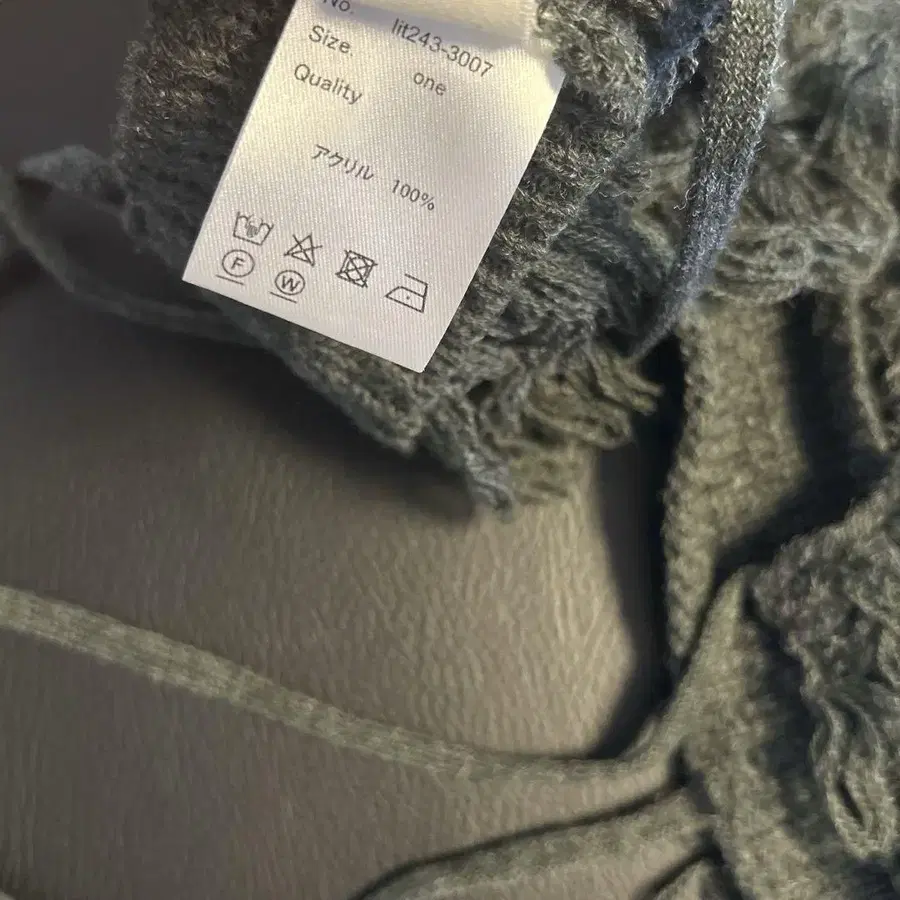 No. lit243-3007
Size. one
Quality
アクリル 100%
F W